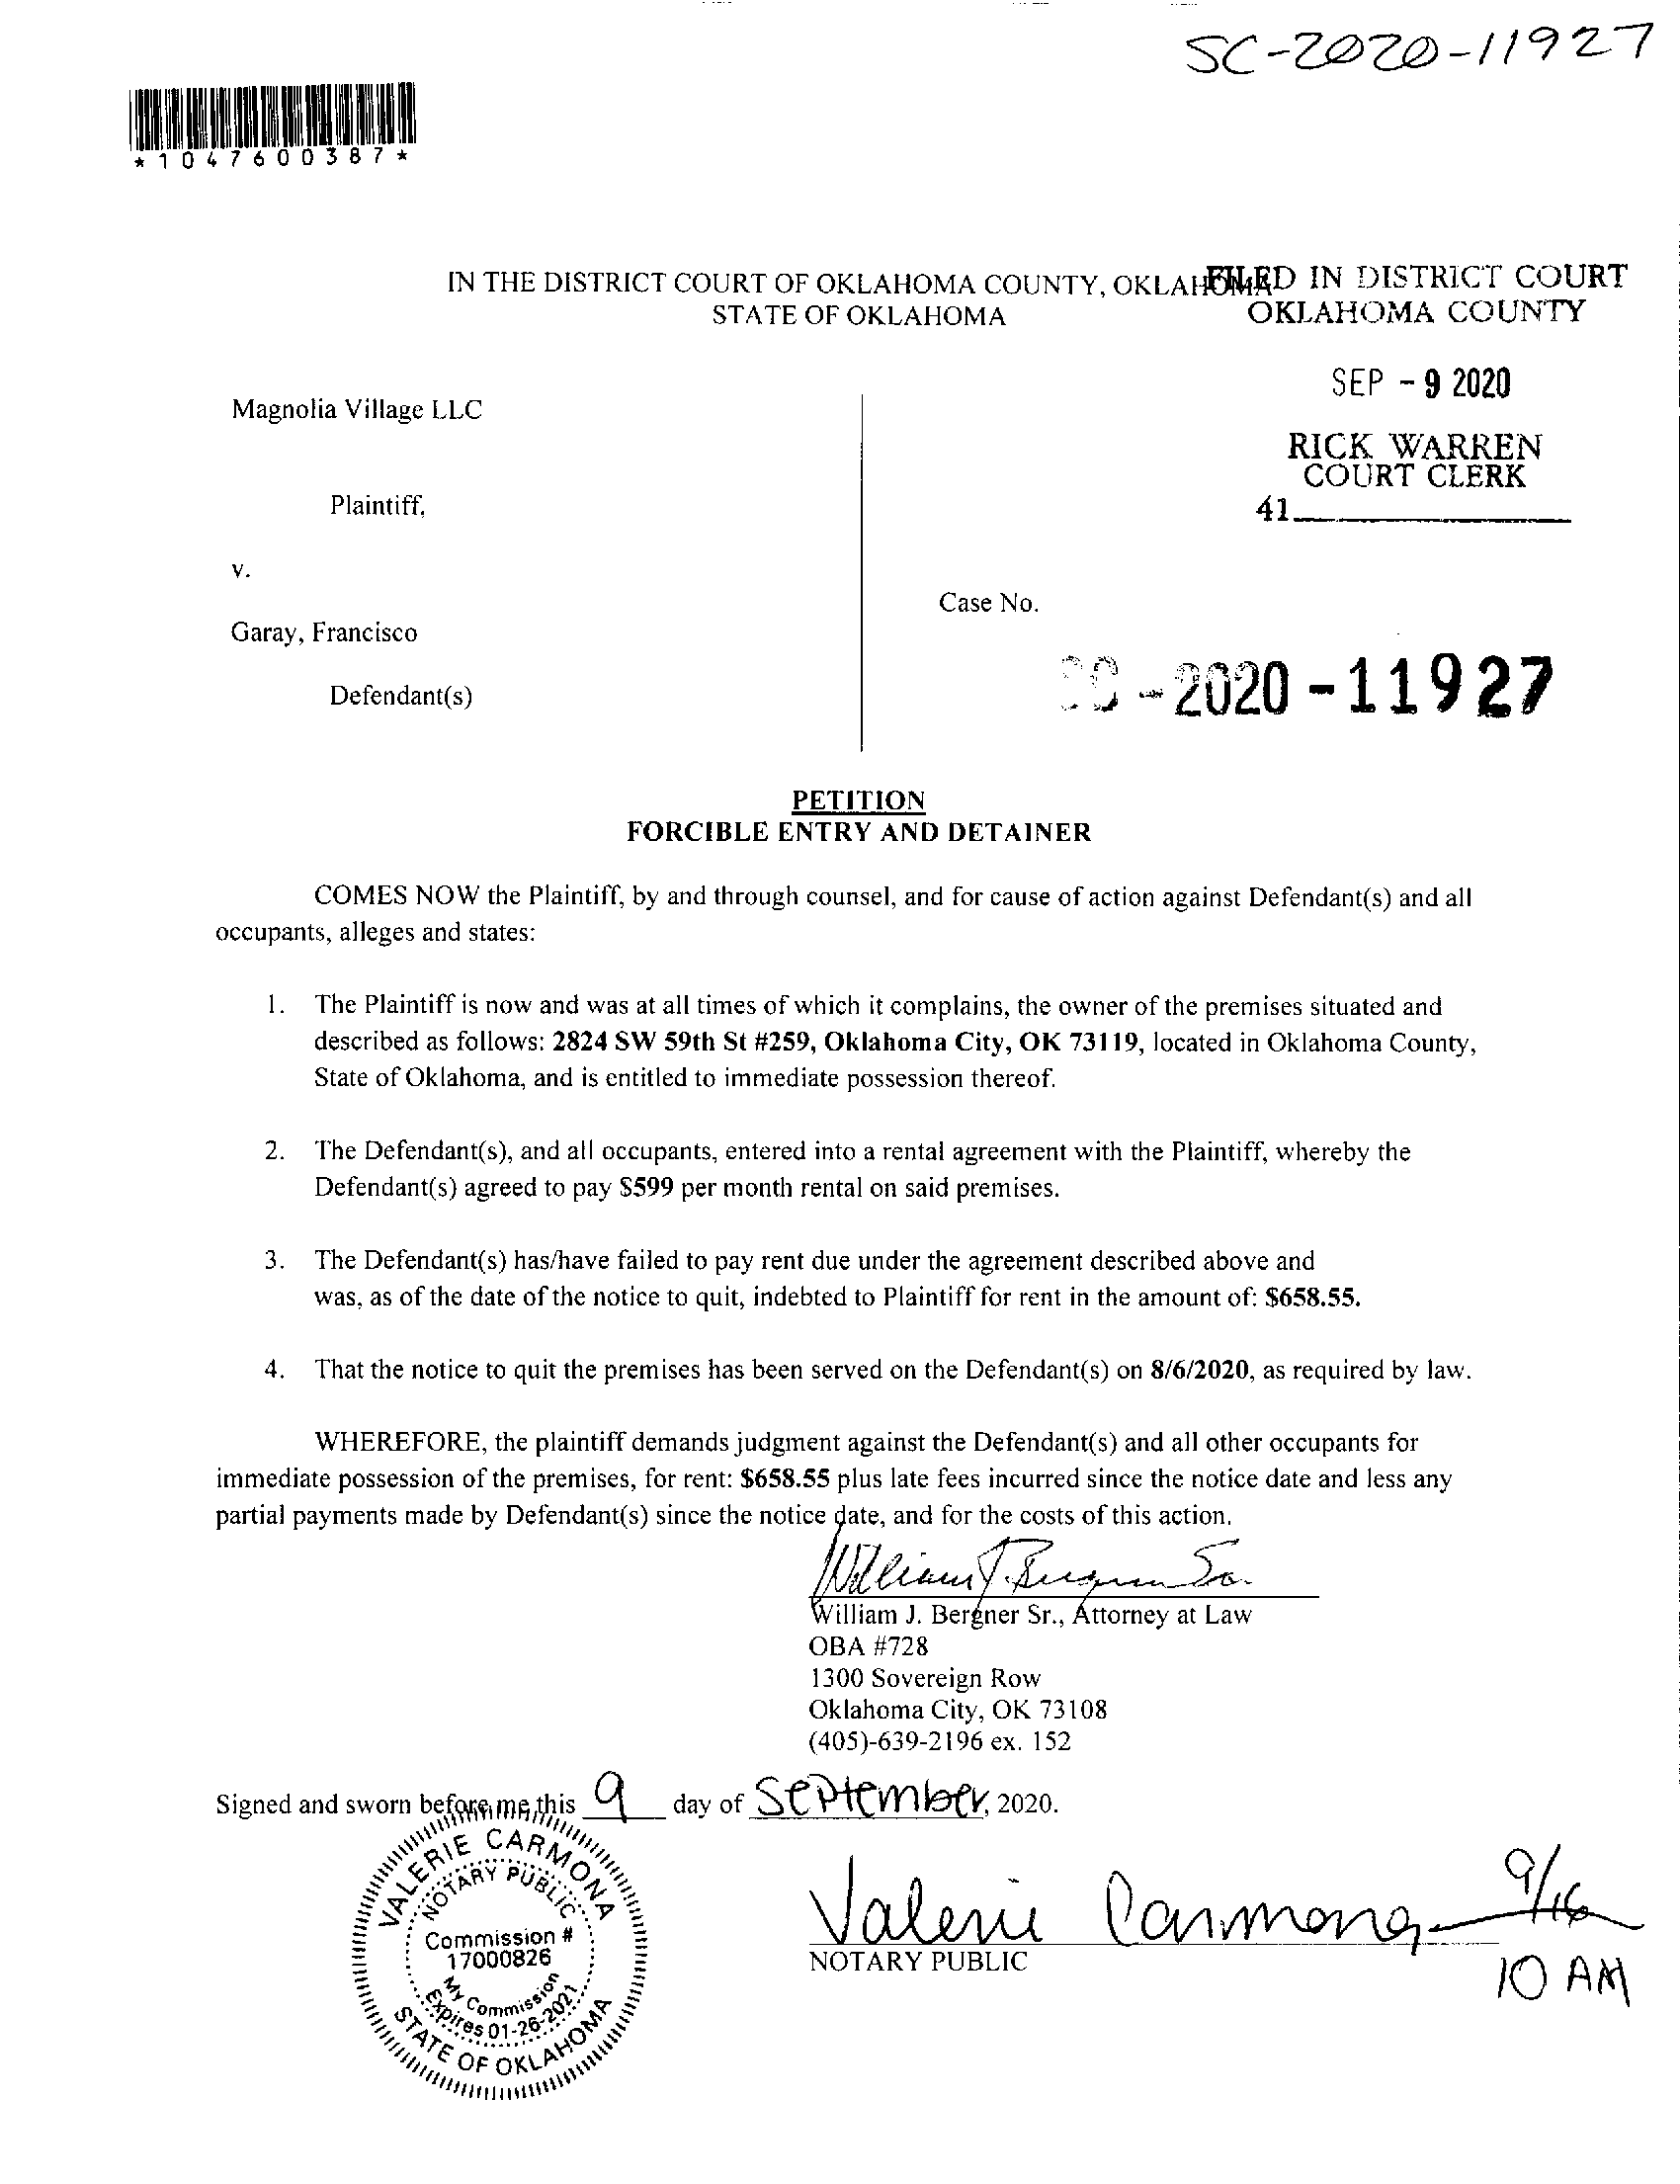 SC-2020-11927
*1047600387*
IN THE DISTRICT COURT OF OKLAHOMA COUNTY, OKLAHOMA
STATE OF OKLAHOMA
FILED IN DISTRICT COURT
OKLAHOMA COUNTY
SEP - 9 2020
RICK WARREN
COURT CLERK
41
Magnolia Village LLC
Plaintiff,
v.
Garay, Francisco
Defendant(s)
Case No.
SC - 2020 - 11927
PETITION
FORCIBLE ENTRY AND DETAINER
COMES NOW the Plaintiff, by and through counsel, and for cause of action against Defendant(s) and all
occupants, alleges and states:
1. The Plaintiff is now and was at all times of which it complains, the owner of the premises situated and
described as follows: 2824 SW 59th St #259, Oklahoma City, OK 73119, located in Oklahoma County,
State of Oklahoma, and is entitled to immediate possession thereof.
2. The Defendant(s), and all occupants, entered into a rental agreement with the Plaintiff, whereby the
Defendant(s) agreed to pay $599 per month rental on said premises.
3. The Defendant(s) has/have failed to pay rent due under the agreement described above and
was, as of the date of the notice to quit, indebted to Plaintiff for rent in the amount of: $658.55.
4. That the notice to quit the premises has been served on the Defendant(s) on 8/6/2020, as required by law.
WHEREFORE, the plaintiff demands judgment against the Defendant(s) and all other occupants for
immediate possession of the premises, for rent: $658.55 plus late fees incurred since the notice date and less any
partial payments made by Defendant(s) since the notice date, and for the costs of this action.
William J. Bergner Sr.
William J. Bergner Sr., Attorney at Law
OBA #728
1300 Sovereign Row
Oklahoma City, OK 73108
(405)-639-2196 ex. 152
Signed and sworn before me this 9 day of September, 2020.
VALERIE CARMONA
NOTARY PUBLIC
Commission #
17000826
My Commission
Expires 01-26-2021
STATE OF OKLAHOMA
Valerie Carmona
NOTARY PUBLIC
9/16
10 AM